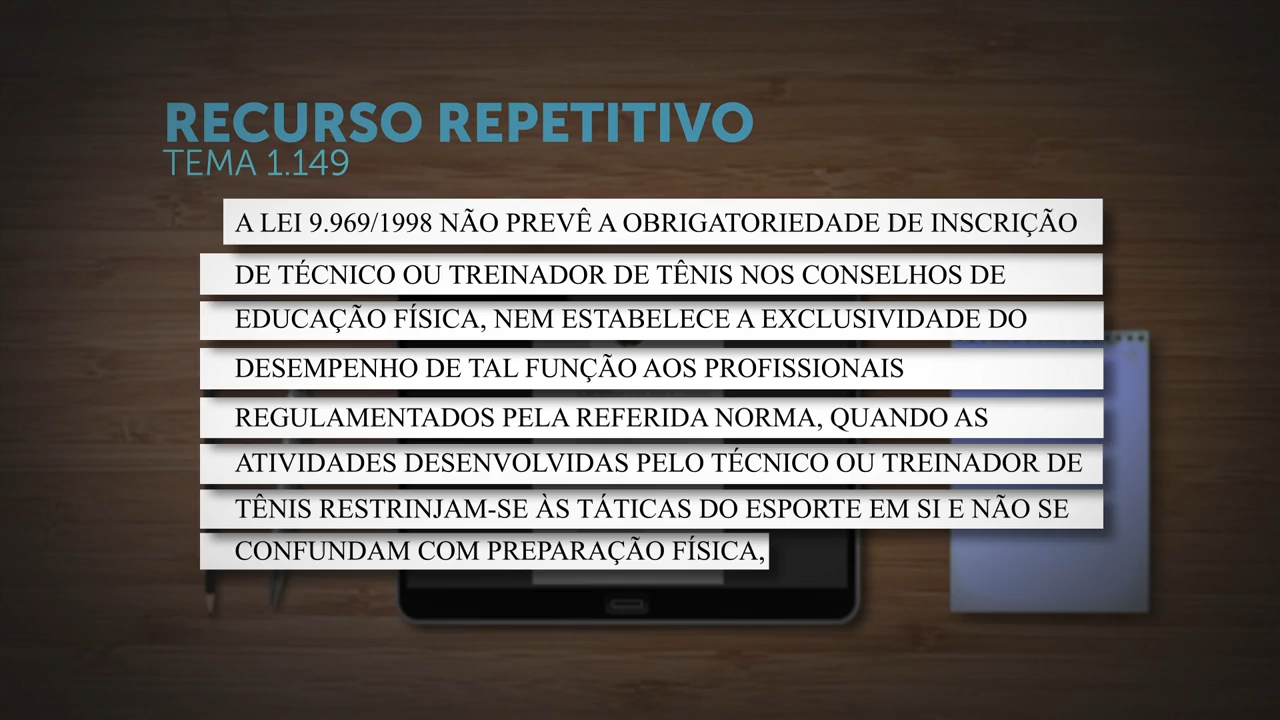 RECURSO REPETITIVO
TEMA 1.149
A LEI 9.969/1998 NÃO PREVÊ A OBRIGATORIEDADE DE INSCRIÇÃO
DE TÉCNICO OU TREINADOR DE TÊNIS NOS CONSELHOS DE
EDUCAÇÃO FÍSICA, NEM ESTABELECE A EXCLUSIVIDADE DO
DESEMPENHO DE TAL FUNÇÃO AOS PROFISSIONAIS
REGULAMENTADOS PELA REFERIDA NORMA, QUANDO AS
ATIVIDADES DESENVOLVIDAS PELO TÉCNICO OU TREINADOR DE
TÊNIS RESTRINJAM-SE ÀS TÁTICAS DO ESPORTE EM SI E NÃO SE
CONFUNDAM COM PREPARAÇÃO FÍSICA,